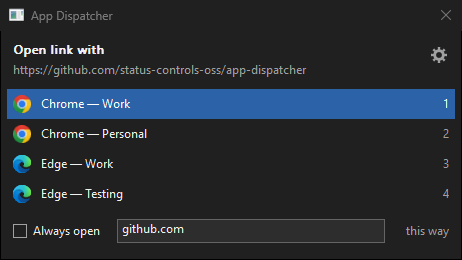 App Dispatcher
Open link with
https://github.com/status-controls-oss/app-dispatcher
Chrome — Work 1
Chrome — Personal 2
Edge — Work 3
Edge — Testing 4
Always open github.com this way